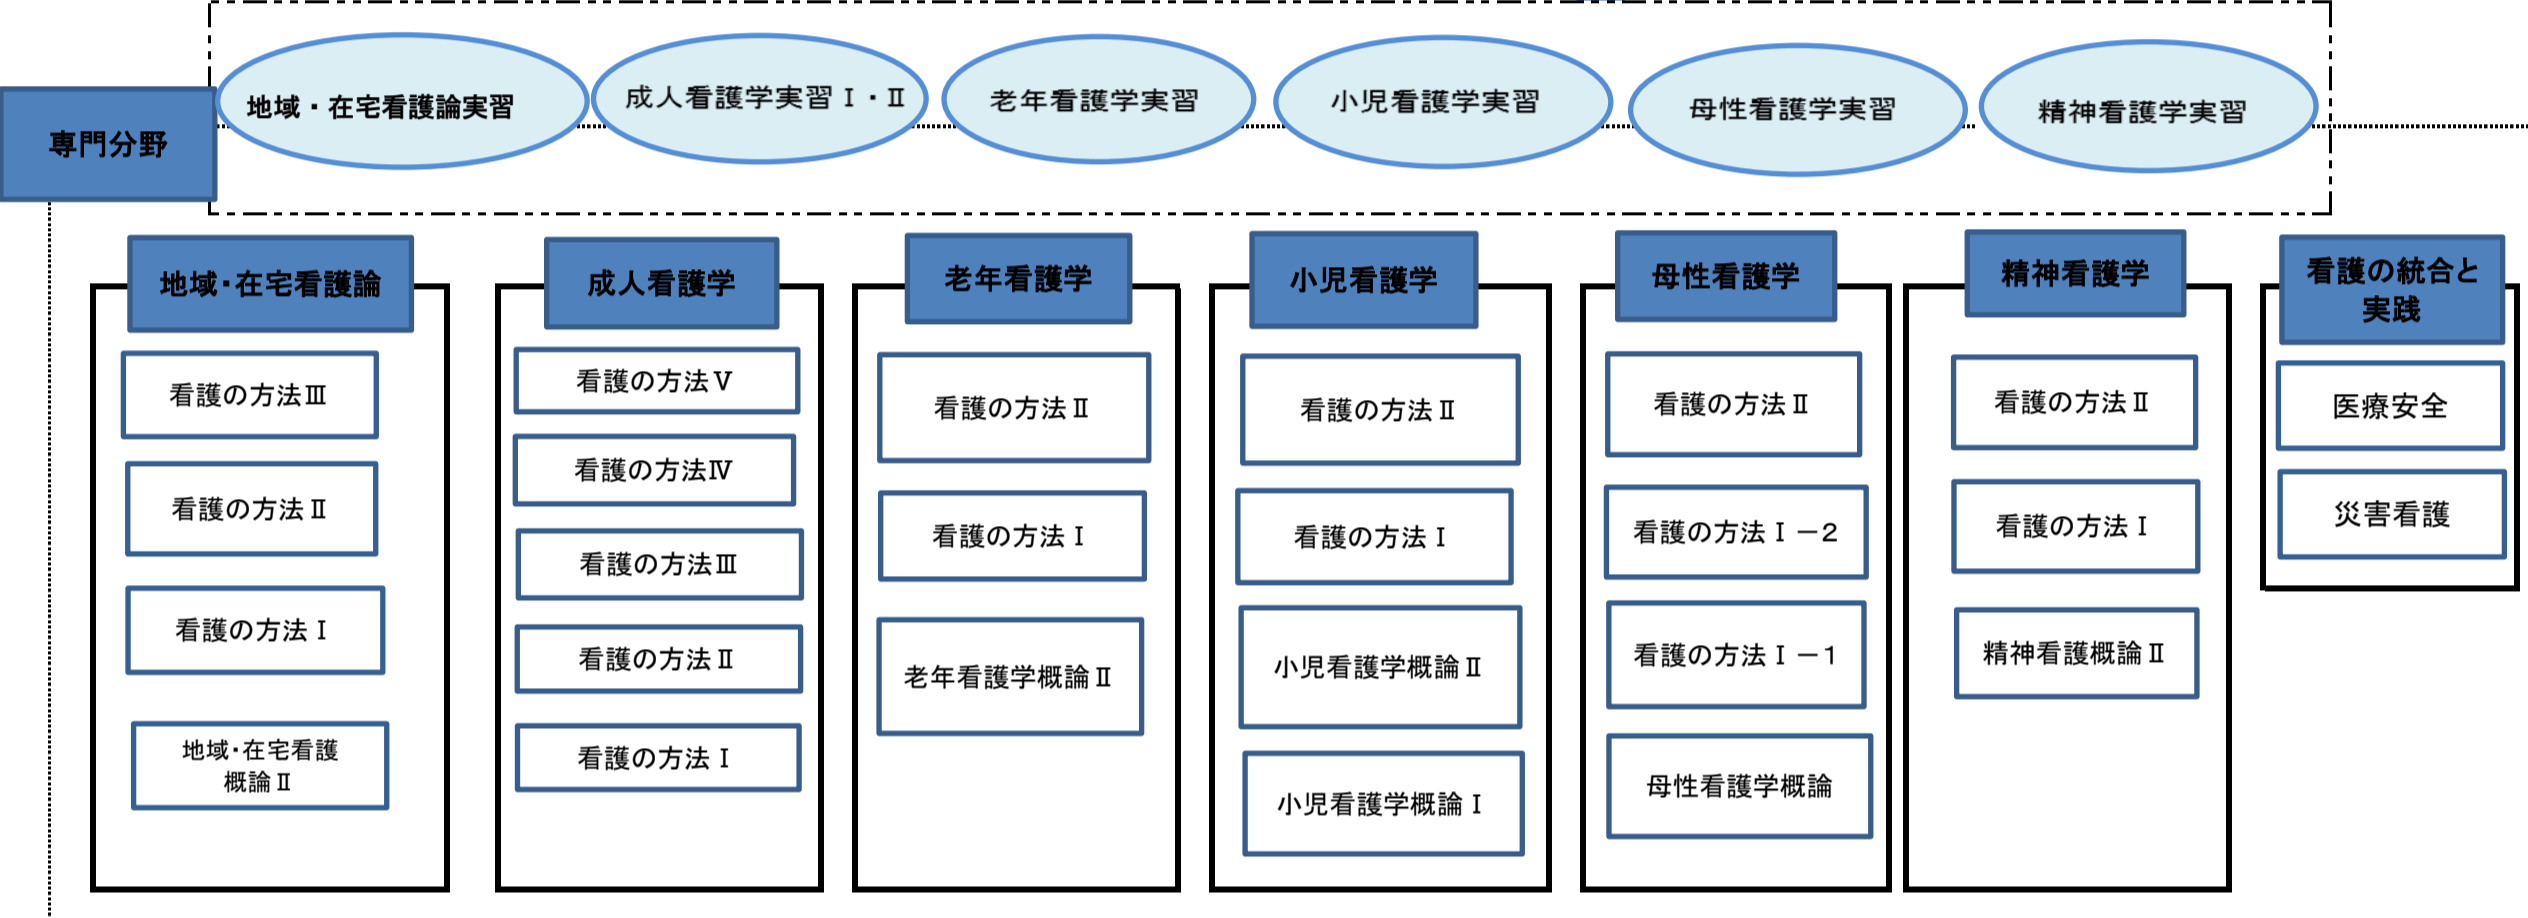 専門分野
地域・在宅看護論実習
成人看護学実習Ⅰ・Ⅱ
老年看護学実習
小児看護学実習
母性看護学実習
精神看護学実習
地域・在宅看護論
看護の方法Ⅲ
看護の方法Ⅱ
看護の方法Ⅰ
地域・在宅看護
概論Ⅱ
成人看護学
看護の方法Ⅴ
看護の方法Ⅳ
看護の方法Ⅲ
看護の方法Ⅱ
看護の方法Ⅰ
老年看護学
看護の方法Ⅱ
看護の方法Ⅰ
老年看護学概論Ⅱ
小児看護学
看護の方法Ⅱ
看護の方法Ⅰ
小児看護学概論Ⅱ
小児看護学概論Ⅰ
母性看護学
看護の方法Ⅱ
看護の方法Ⅰ－2
看護の方法Ⅰ－1
母性看護学概論
精神看護学
看護の方法Ⅱ
看護の方法Ⅰ
精神看護概論Ⅱ
看護の統合と
実践
医療安全
災害看護